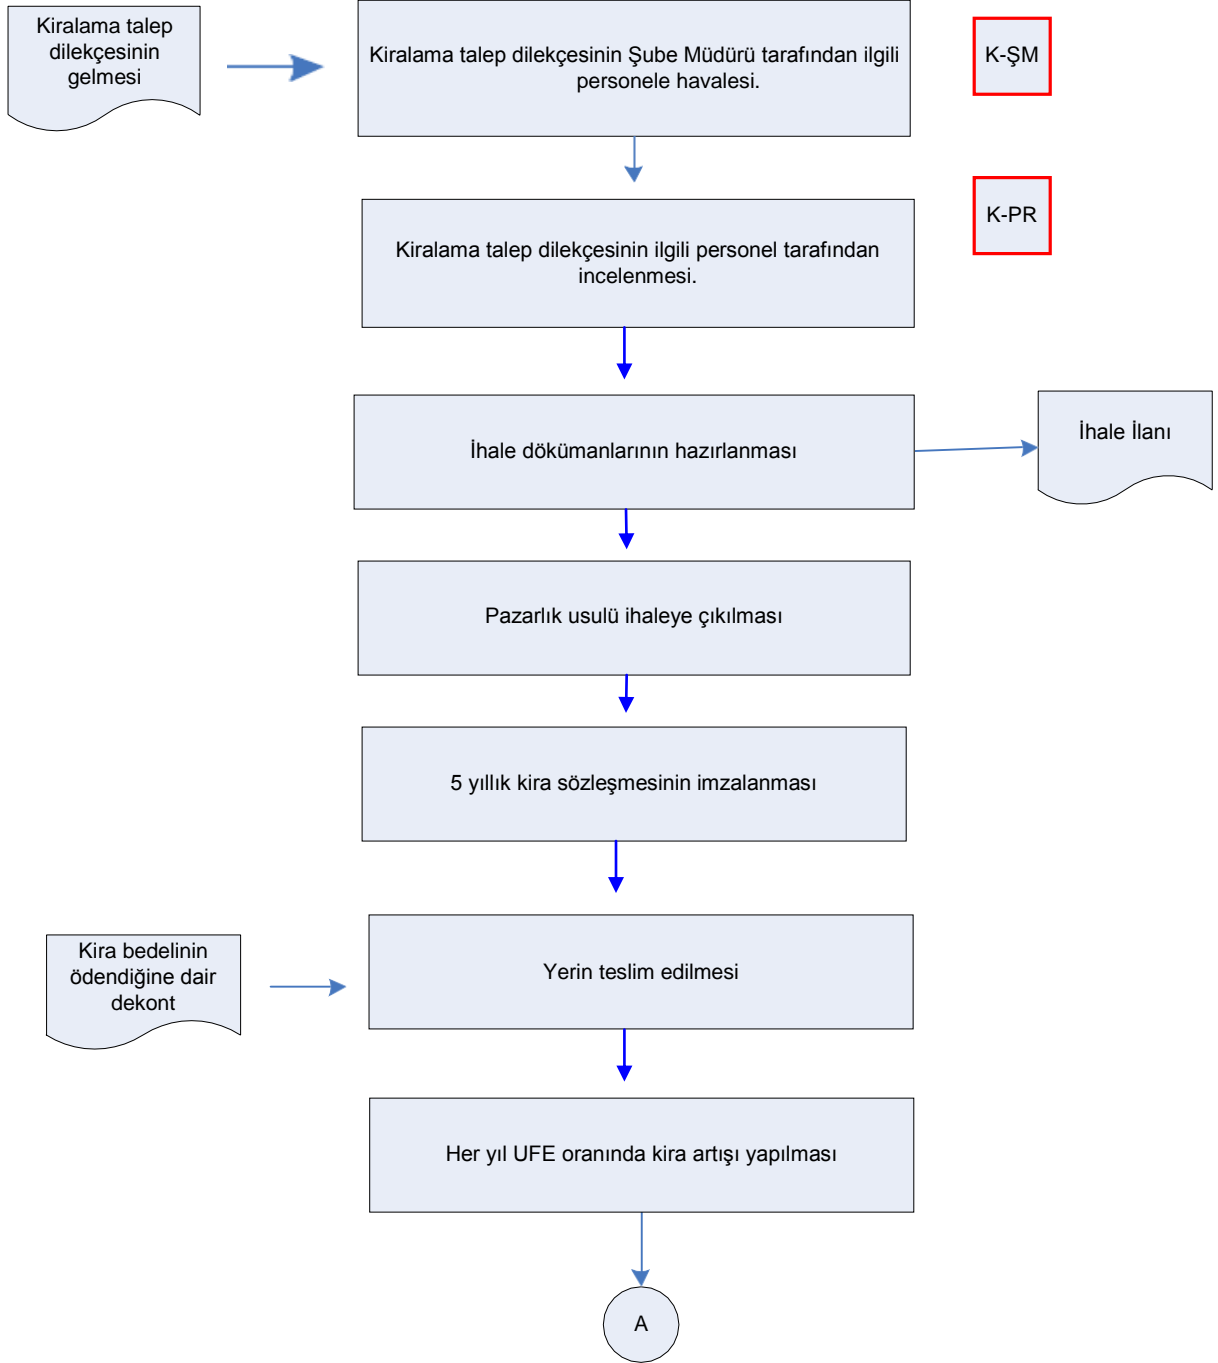 Kiralama talep
dilekçesinin
gelmesi
Kiralama talep dilekçesinin Şube Müdürü tarafından ilgili
personele havalesi.
K-ŞM
Kiralama talep dilekçesinin ilgili personel tarafından
incelenmesi.
K-PR
İhale dökümanlarının hazırlanması
İhale İlanı
Pazarlık usulü ihaleye çıkılması
5 yıllık kira sözleşmesinin imzalanması
Kira bedelinin
ödendiğine dair
dekont
Yerin teslim edilmesi
Her yıl UFE oranında kira artışı yapılması
A